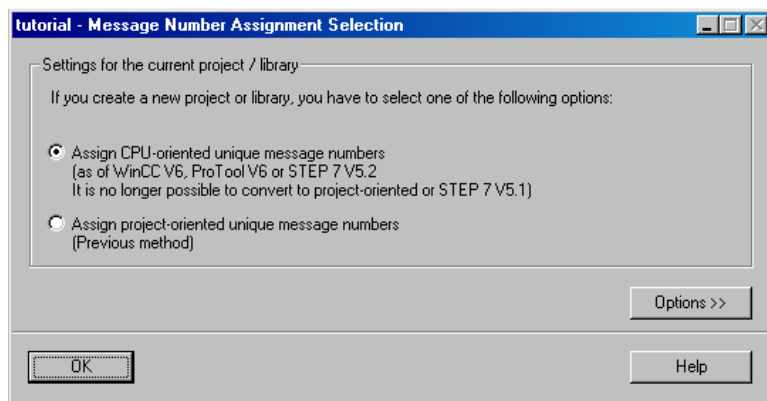 tutorial - Message Number Assignment Selection
Settings for the current project / library
If you create a new project or library, you have to select one of the following options:
Assign CPU-oriented unique message numbers
(as of WinCC V6, ProTool V6 or STEP 7 V5.2
It is no longer possible to convert to project-oriented or STEP 7 V5.1)
Assign project-oriented unique message numbers
(Previous method)
Options >>
OK
Help